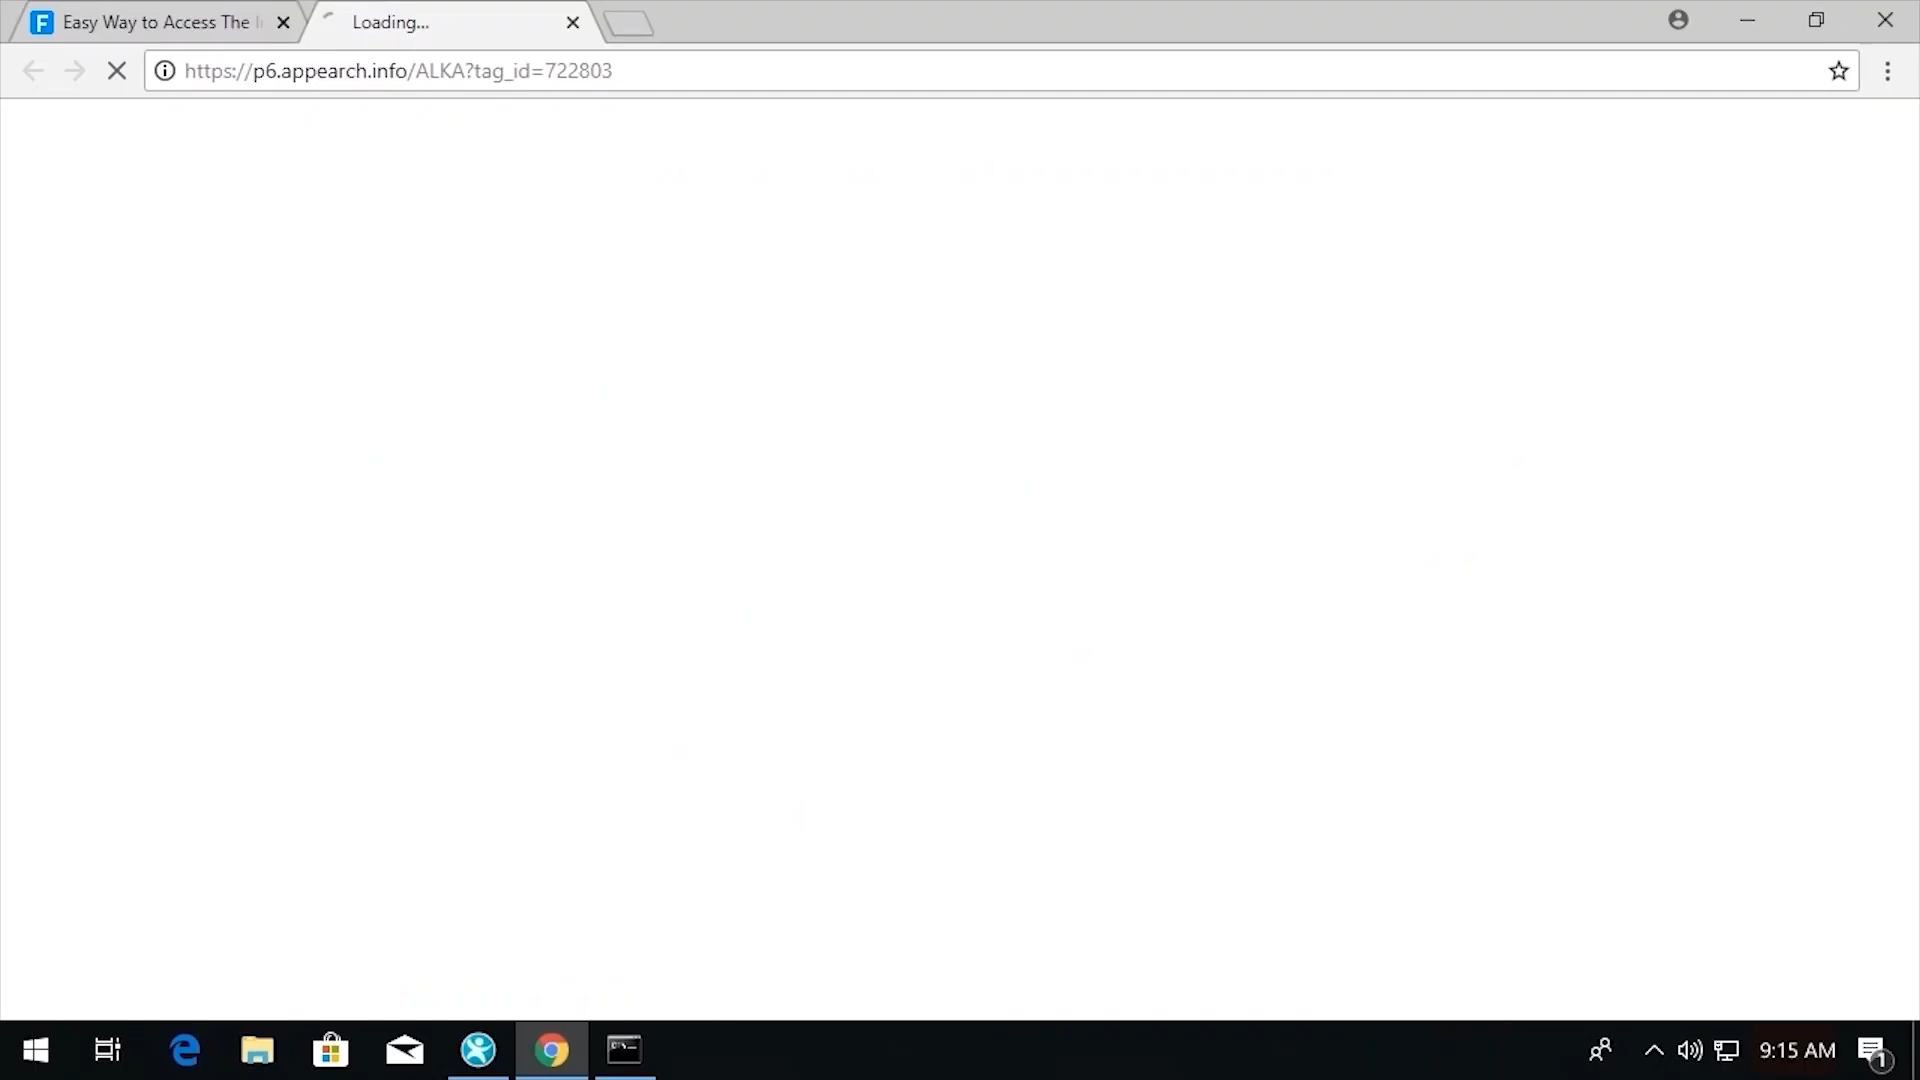 F Easy Way to Access The
Loading...
https://p6.appearch.info/ALKA?tag_id=722803
9:15 AM
1